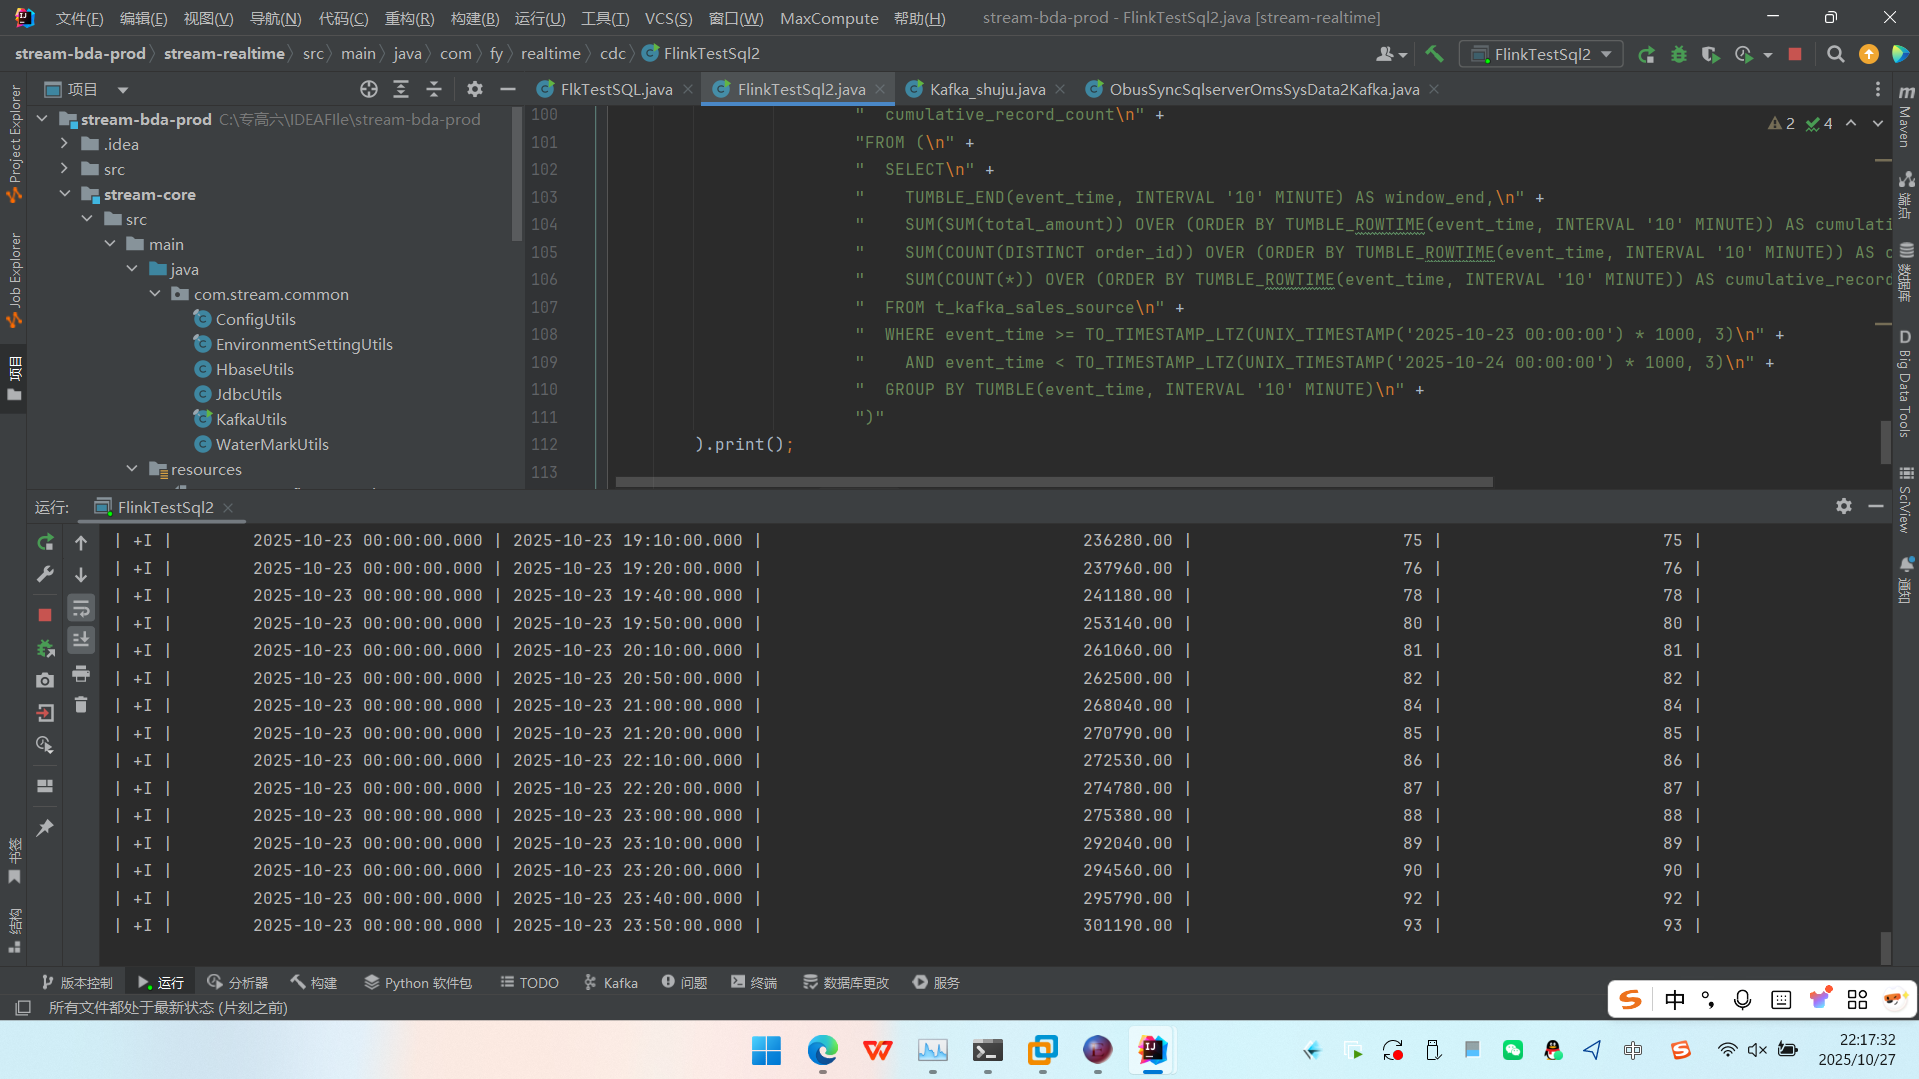 文件(F) 编辑(E) 视图(V) 导航(N) 代码(C) 重构(R) 构建(B) 运行(U) 工具(T) VCS(S) 窗口(W) MaxCompute 帮助(H) stream-bda-prod - FlinkTestSql2.java [stream-realtime]
stream-bda-prod stream-realtime src main java com fy realtime cdc FlinkTestSql2 FlinkTestSql2
项目 FlkTestSQL.java FlinkTestSql2.java Kafka_shuju.java ObusSyncSqlserverOmsSysData2Kafka.java
Project Explorer
Job Explorer
项目
书签
结构
stream-bda-prod C:\专高六\IDEAFIle\stream-bda-prod
.idea
src
stream-core
src
main
java
com.stream.common
ConfigUtils
EnvironmentSettingUtils
HbaseUtils
JdbcUtils
KafkaUtils
WaterMarkUtils
resources
2 4
100 "  cumulative_record_count\n" +
101 "FROM (\n" +
102 "  SELECT\n" +
103 "    TUMBLE_END(event_time, INTERVAL '10' MINUTE) AS window_end,\n" +
104 "    SUM(SUM(total_amount)) OVER (ORDER BY TUMBLE_ROWTIME(event_time, INTERVAL '10' MINUTE)) AS cumulati
105 "    SUM(COUNT(DISTINCT order_id)) OVER (ORDER BY TUMBLE_ROWTIME(event_time, INTERVAL '10' MINUTE)) AS c
106 "    SUM(COUNT(*)) OVER (ORDER BY TUMBLE_ROWTIME(event_time, INTERVAL '10' MINUTE)) AS cumulative_record
107 "  FROM t_kafka_sales_source\n" +
108 "  WHERE event_time >= TO_TIMESTAMP_LTZ(UNIX_TIMESTAMP('2025-10-23 00:00:00') * 1000, 3)\n" +
109 "    AND event_time < TO_TIMESTAMP_LTZ(UNIX_TIMESTAMP('2025-10-24 00:00:00') * 1000, 3)\n" +
110 "  GROUP BY TUMBLE(event_time, INTERVAL '10' MINUTE)\n" +
111 ")"
112 ).print();
113
Maven
端点
数据库
Big Data Tools
SciView
通知
运行: FlinkTestSql2
| +I | 2025-10-23 00:00:00.000 | 2025-10-23 19:10:00.000 | 236280.00 | 75 | 75 |
| +I | 2025-10-23 00:00:00.000 | 2025-10-23 19:20:00.000 | 237960.00 | 76 | 76 |
| +I | 2025-10-23 00:00:00.000 | 2025-10-23 19:40:00.000 | 241180.00 | 78 | 78 |
| +I | 2025-10-23 00:00:00.000 | 2025-10-23 19:50:00.000 | 253140.00 | 80 | 80 |
| +I | 2025-10-23 00:00:00.000 | 2025-10-23 20:10:00.000 | 261060.00 | 81 | 81 |
| +I | 2025-10-23 00:00:00.000 | 2025-10-23 20:50:00.000 | 262500.00 | 82 | 82 |
| +I | 2025-10-23 00:00:00.000 | 2025-10-23 21:00:00.000 | 268040.00 | 84 | 84 |
| +I | 2025-10-23 00:00:00.000 | 2025-10-23 21:20:00.000 | 270790.00 | 85 | 85 |
| +I | 2025-10-23 00:00:00.000 | 2025-10-23 22:10:00.000 | 272530.00 | 86 | 86 |
| +I | 2025-10-23 00:00:00.000 | 2025-10-23 22:20:00.000 | 274780.00 | 87 | 87 |
| +I | 2025-10-23 00:00:00.000 | 2025-10-23 23:00:00.000 | 275380.00 | 88 | 88 |
| +I | 2025-10-23 00:00:00.000 | 2025-10-23 23:10:00.000 | 292040.00 | 89 | 89 |
| +I | 2025-10-23 00:00:00.000 | 2025-10-23 23:20:00.000 | 294560.00 | 90 | 90 |
| +I | 2025-10-23 00:00:00.000 | 2025-10-23 23:40:00.000 | 295790.00 | 92 | 92 |
| +I | 2025-10-23 00:00:00.000 | 2025-10-23 23:50:00.000 | 301190.00 | 93 | 93 |
版本控制 运行 分析器 构建 Python 软件包 TODO Kafka 问题 终端 数据库更改 服务
所有文件都处于最新状态 (片刻之前)
中
22:17:32
2025/10/27